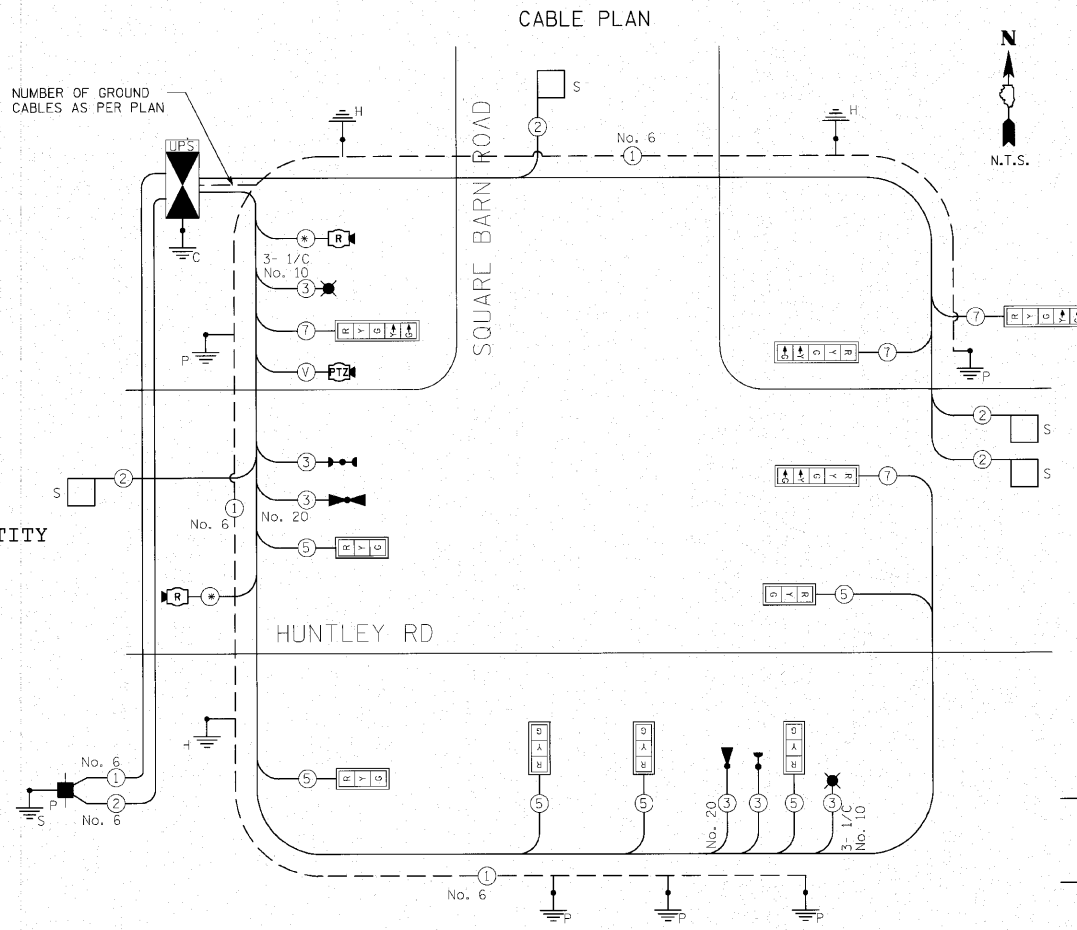 CABLE PLAN
N
N.T.S.
NUMBER OF GROUND
CABLES AS PER PLAN
UPS
C
H
No. 6
1
H
2
S
SQUARE BARN ROAD
* R
3- 1/C
No. 10
3
7 R Y G Y G
P
V PTZ
7 R Y G Y G
R Y G Y G 7
P
2 S
2 S
3
S 2
1
No. 6
3
No. 20
TITY
5 R Y G
R Y G Y G 7
R *
R Y G 5
HUNTLEY RD
H
5 R Y G
No. 6
1
P
S
2
No. 6
R Y G
5
R Y G
5
No. 20
3
3
R Y G
5
3
3- 1/C
No. 10
1
No. 6
P
P
P